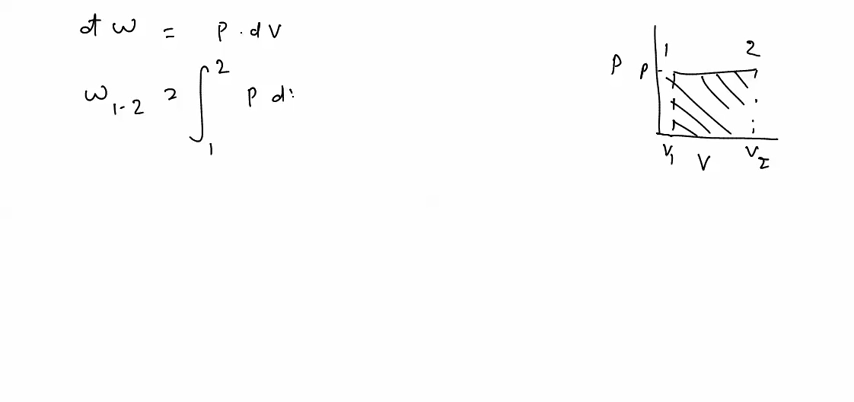 đw = P.dV
W1-2 = ∫₁² P d
1 2
P P
V1 V V2